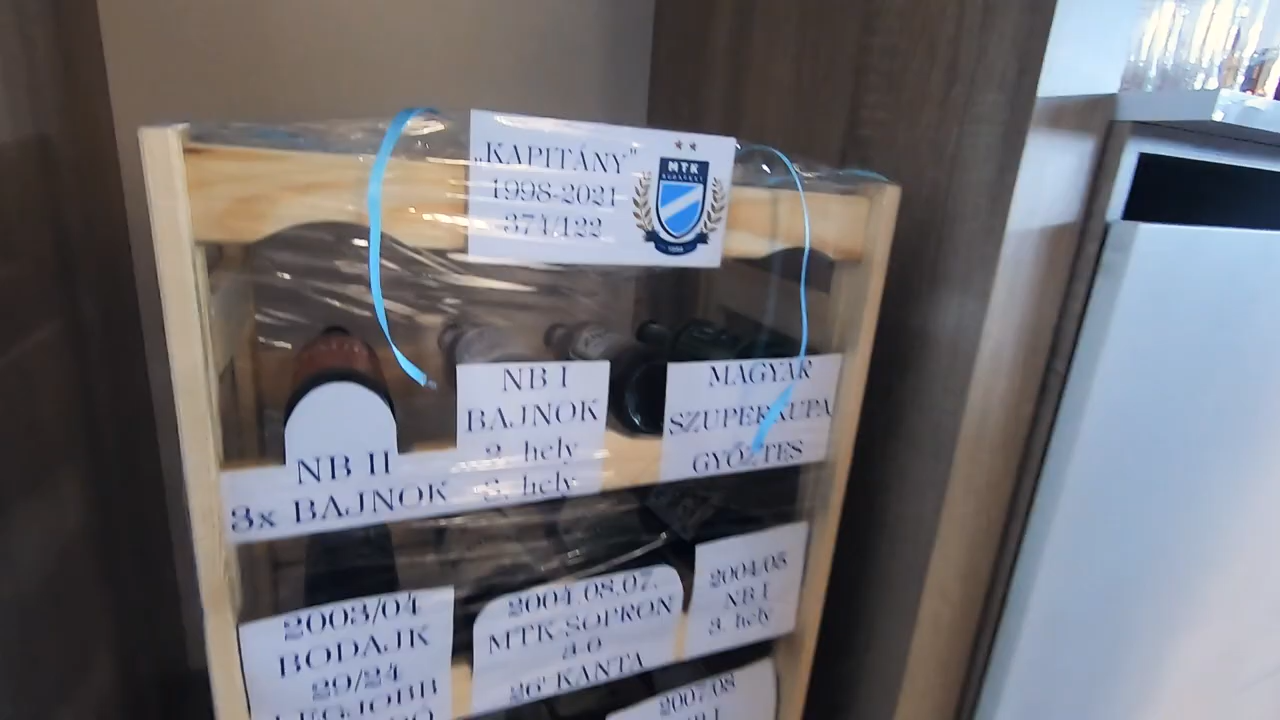 „KAPITÁNY"
1998-2021
371/122
MTK
BUDAPEST
NB I
BAJNOK
2. hely
3. hely
MAGYAR
SZUPERKUPA
GYŐZTES
NB II
3x BAJNOK
2003/04
BODAJK
29/24
LEGJOBB
2004.08.07.
MTK-SOPRON
26' KANTA
2004/05
NB I
3. hely
2007/08